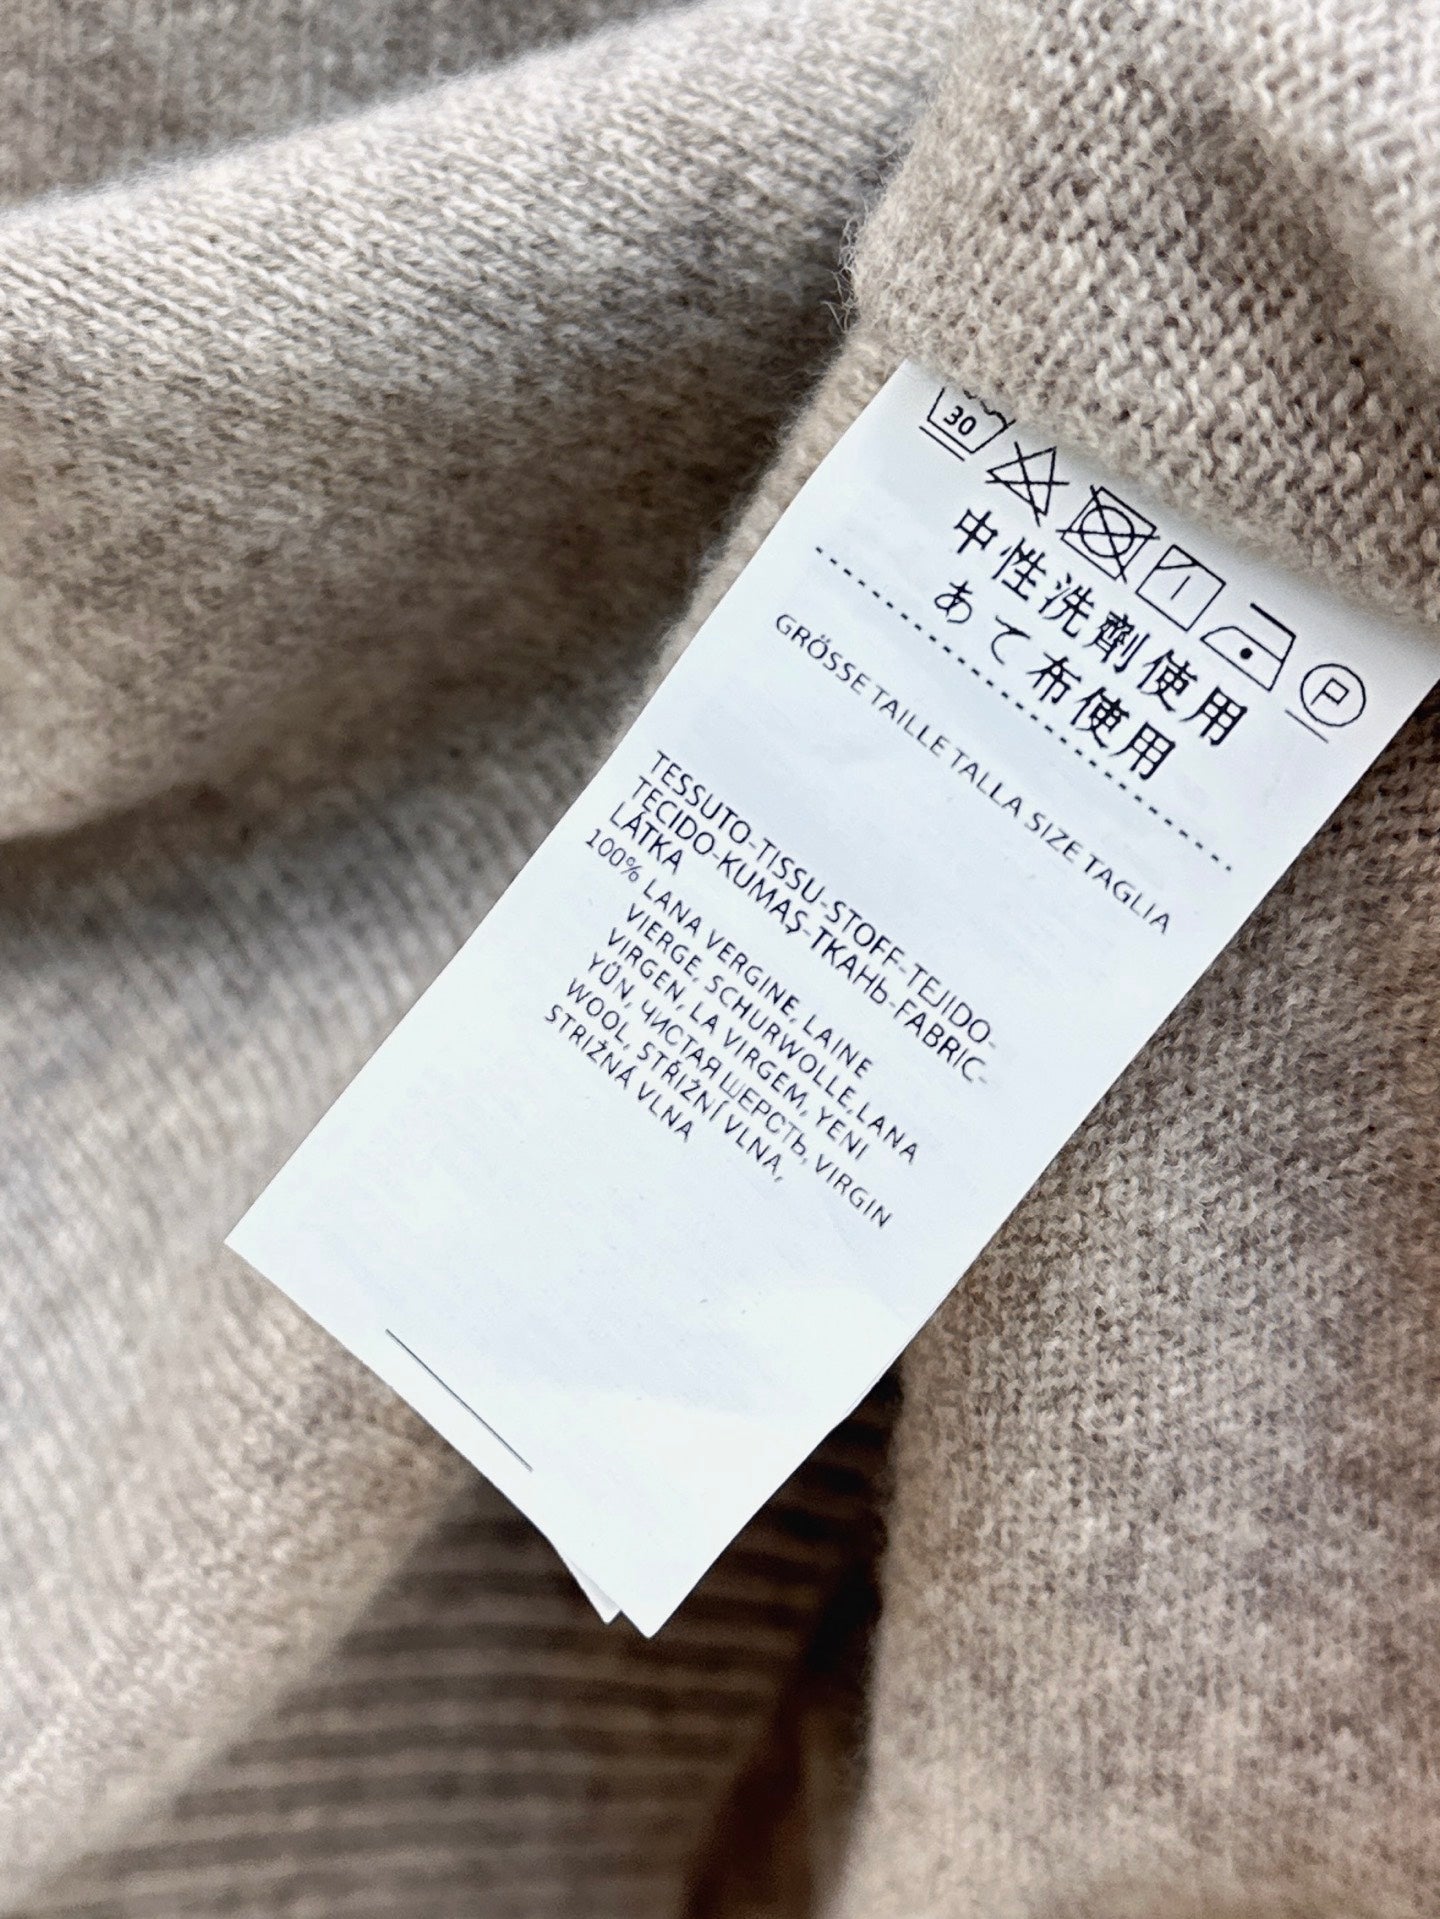 30
P
中性洗剤使用
あて布使用
GRÖSSE TAILLE TALLA SIZE TAGLIA
TESSUTO-TISSU-STOFF-TEJIDO-
TECIDO-KUMAŞ-ТКАНЬ-FABRIC-
LÁTKA
100% LANA VERGINE, LAINE
VIERGE, SCHURWOLLE, LANA
VIRGEN, LA VIRGEM, YENI
YŰN, ЧИСТАЯ ШЕРСТЬ, VIRGIN
WOOL, STŘIŽNÍ VLNA,
STRIŽNÁ VLNA